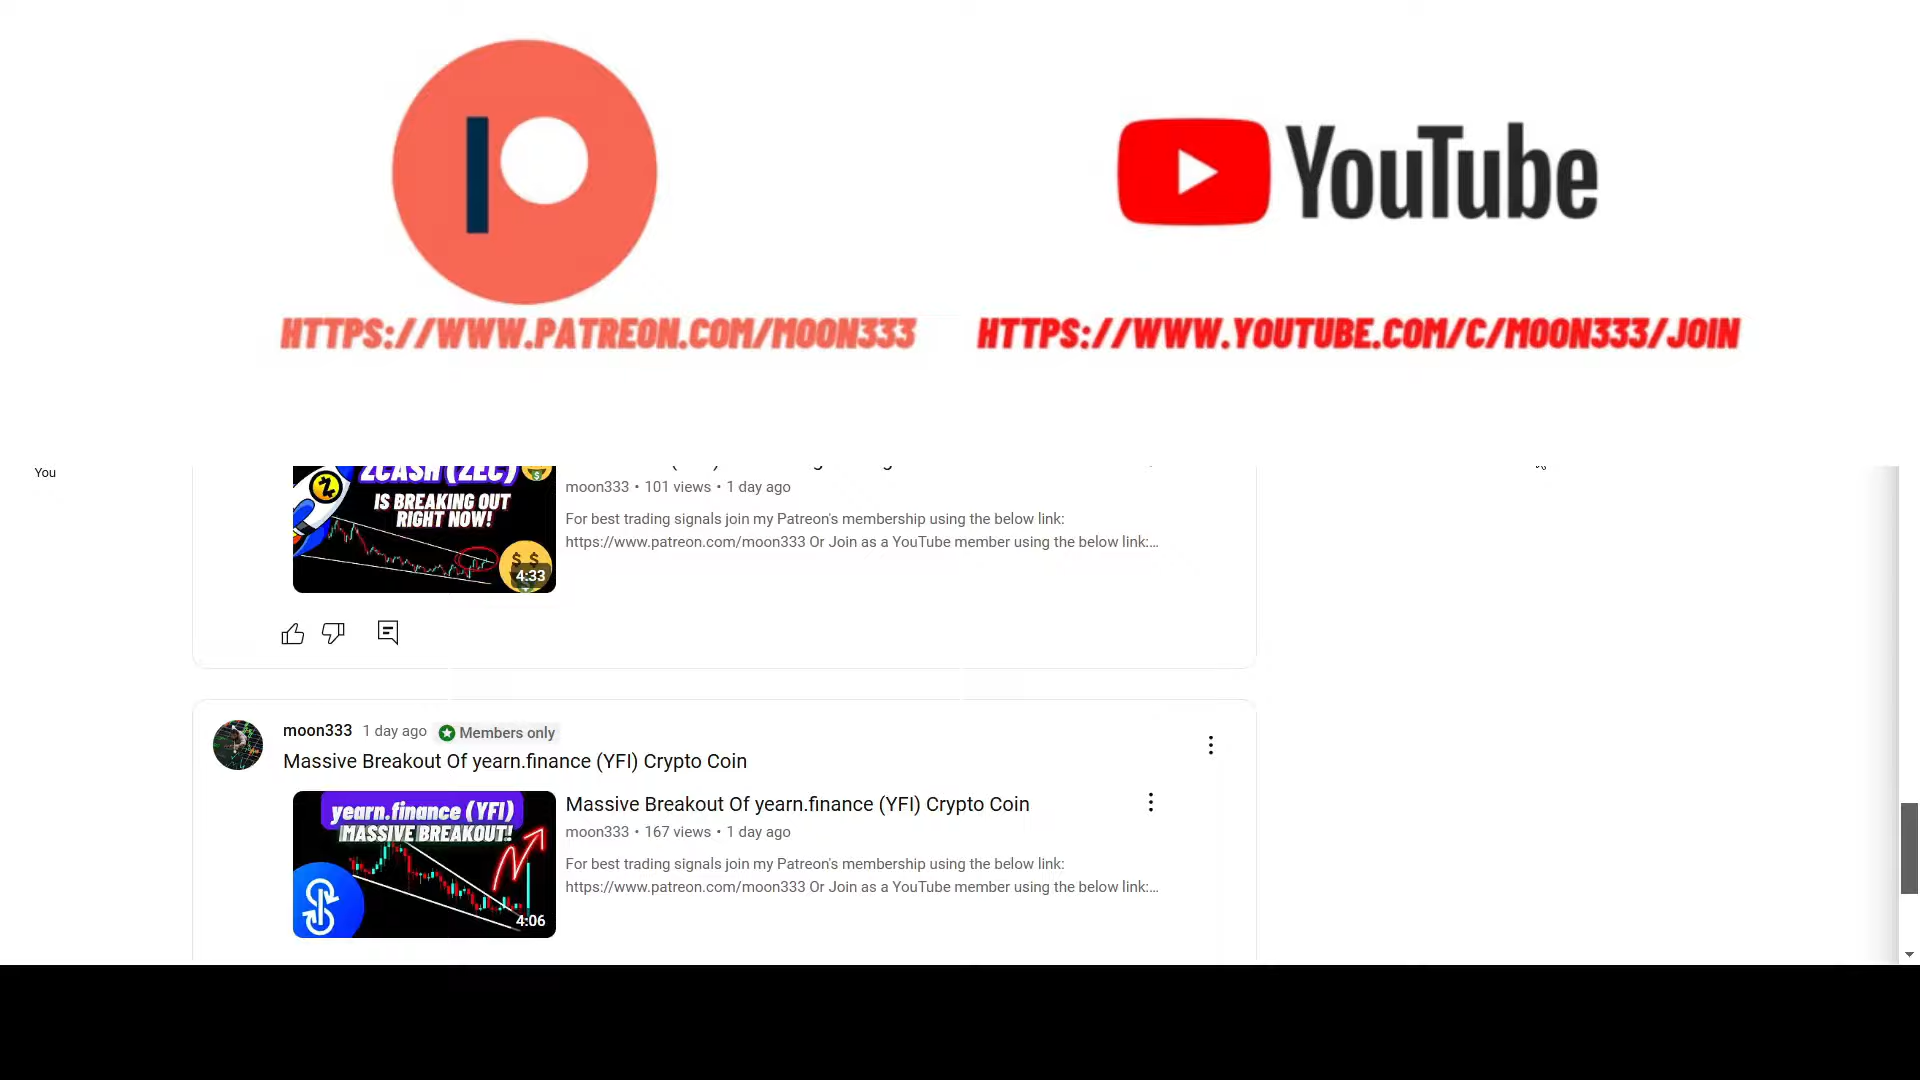 YouTube
HTTPS://WWW.PATREON.COM/MOON333
HTTPS://WWW.YOUTUBE.COM/C/MOON333/JOIN
You
ZCASH (ZEC)
IS BREAKING OUT
RIGHT NOW!
4:33
moon333 • 101 views • 1 day ago
For best trading signals join my Patreon's membership using the below link:
https://www.patreon.com/moon333 Or Join as a YouTube member using the below link:...
moon333 1 day ago Members only
Massive Breakout Of yearn.finance (YFI) Crypto Coin
yearn.finance (YFI)
MASSIVE BREAKOUT!
4:06
Massive Breakout Of yearn.finance (YFI) Crypto Coin
moon333 • 167 views • 1 day ago
For best trading signals join my Patreon's membership using the below link:
https://www.patreon.com/moon333 Or Join as a YouTube member using the below link:...